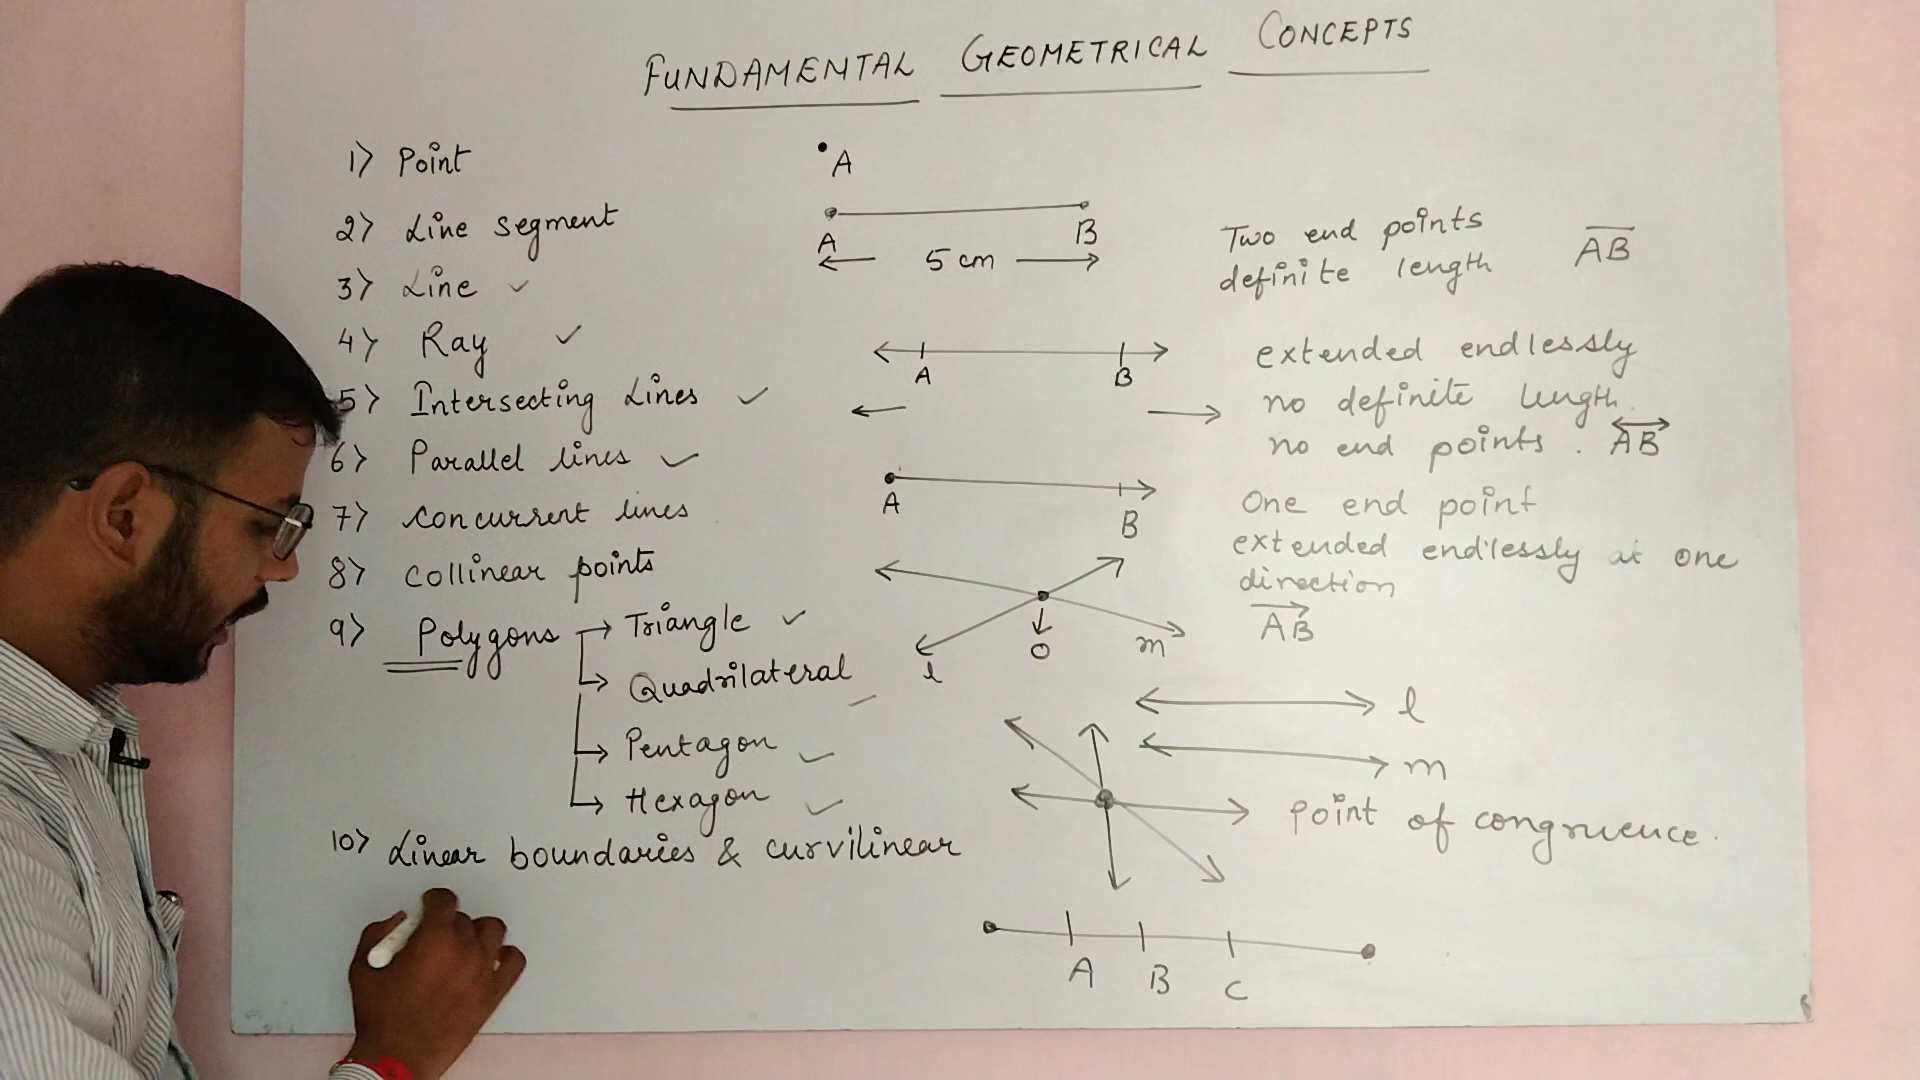 FUNDAMENTAL GEOMETRICAL CONCEPTS
1) Point
2) Line segment
3) Line ✓
4) Ray ✓
5) Intersecting Lines ✓
6) Parallel lines ✓
7) concurrent lines
8) collinear points
9) Polygons → Triangle ✓
→ Quadrilateral ✓
→ Pentagon ✓
→ Hexagon ✓
10) Linear boundaries & curvilinear
A
A B
5 cm
Two end points
definite length AB
A B
extended endlessly
no definite length
no end points. AB
A B
One end point
extended endlessly at one
direction
AB
l O m
l
m
Point of congruence.
A B C